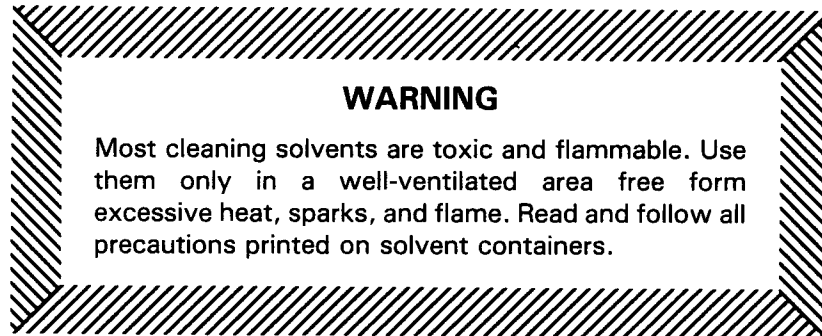 WARNING
Most cleaning solvents are toxic and flammable. Use
them only in a well-ventilated area free form
excessive heat, sparks, and flame. Read and follow all
precautions printed on solvent containers.